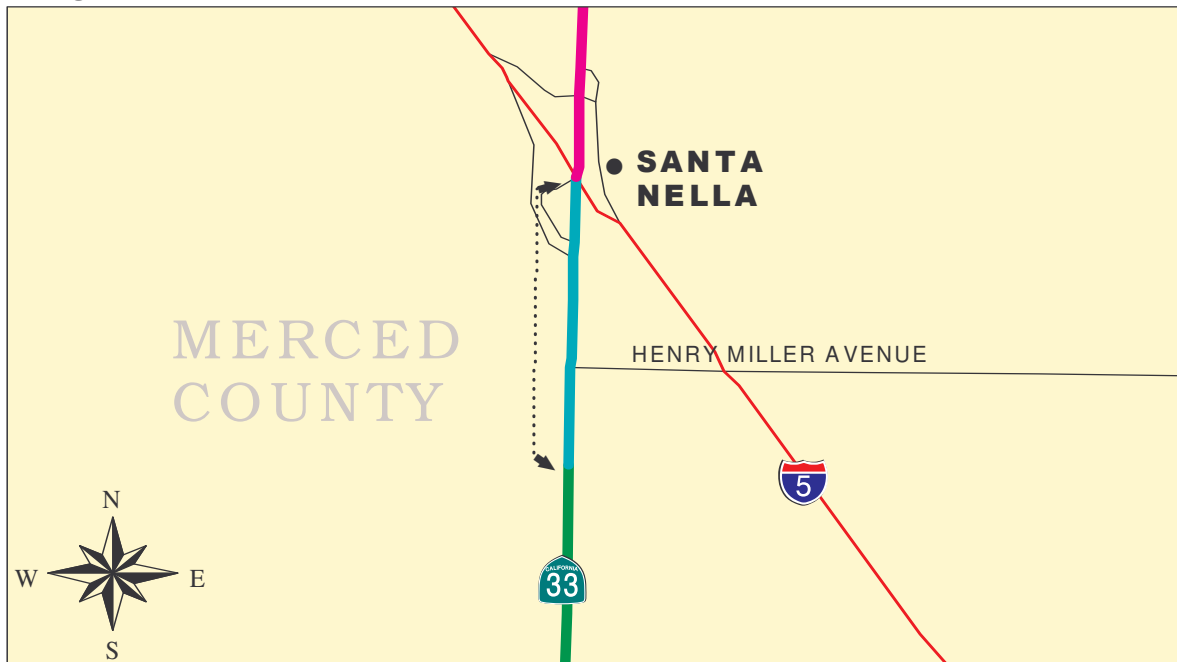 SANTA
NELLA
MERCED
COUNTY
HENRY MILLER AVENUE
5
CALIFORNIA
33
N
W
E
S